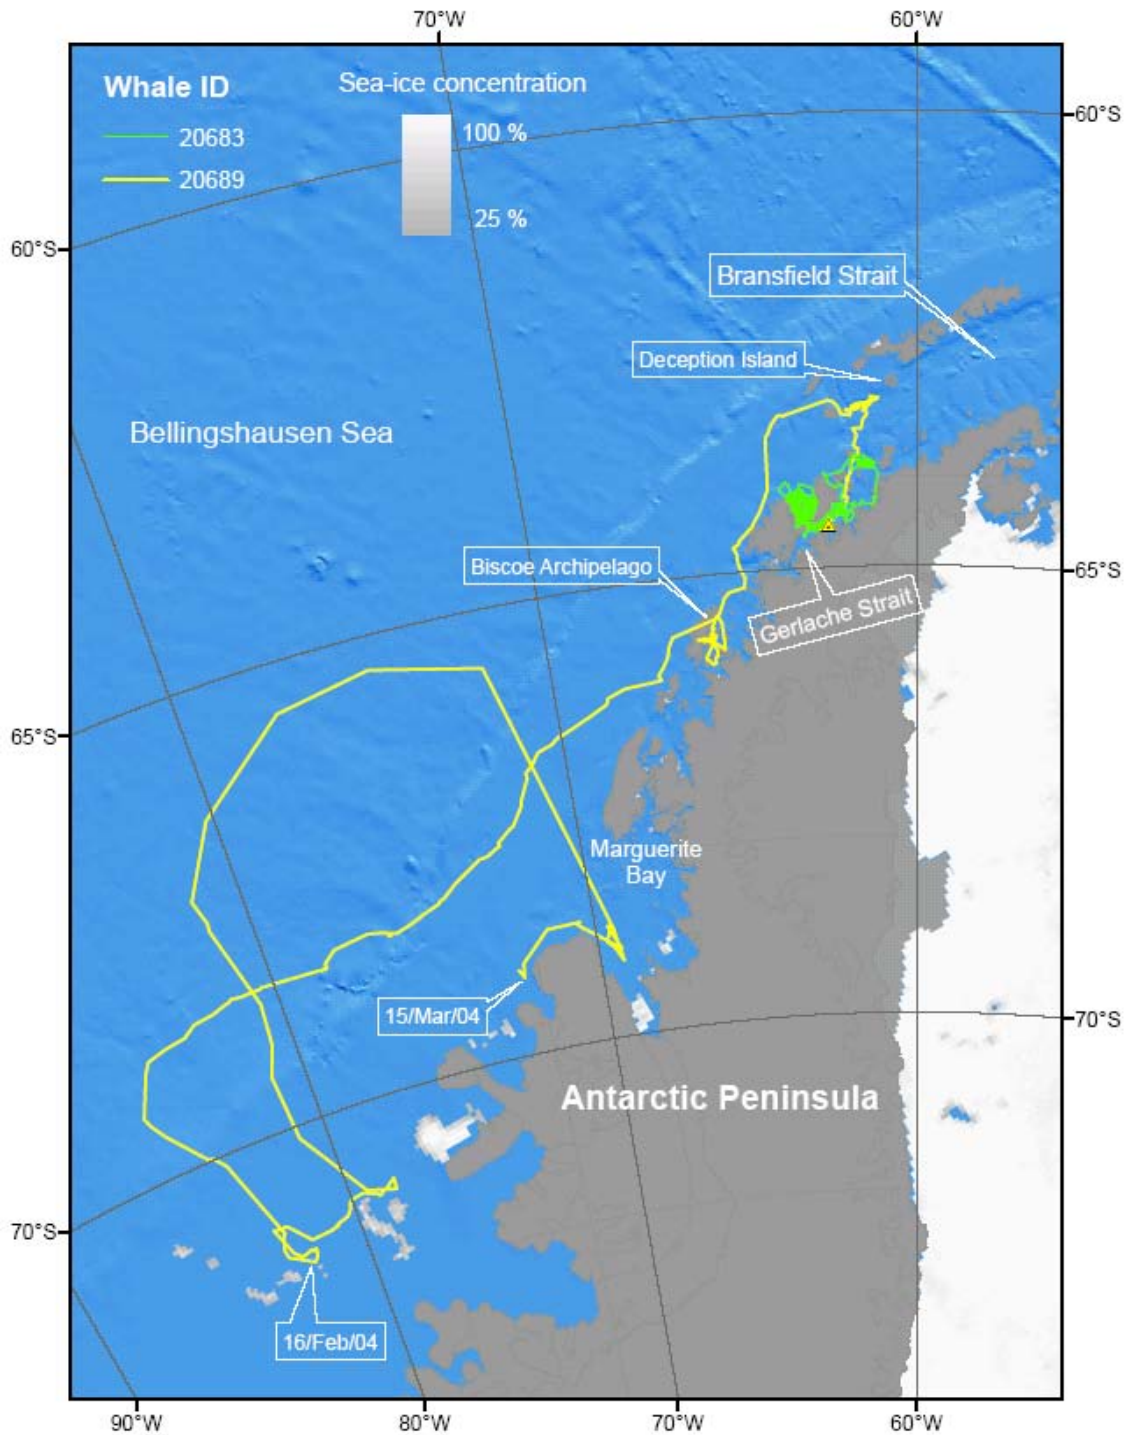 70°W
60°W
Whale ID
20683
20689
Sea-ice concentration
100 %
25 %
60°S
60°S
Bransfield Strait
Deception Island
Bellingshausen Sea
Biscoe Archipelago
65°S
Gerlache Strait
65°S
Marguerite
Bay
15/Mar/04
70°S
Antarctic Peninsula
70°S
16/Feb/04
90°W
80°W
70°W
60°W